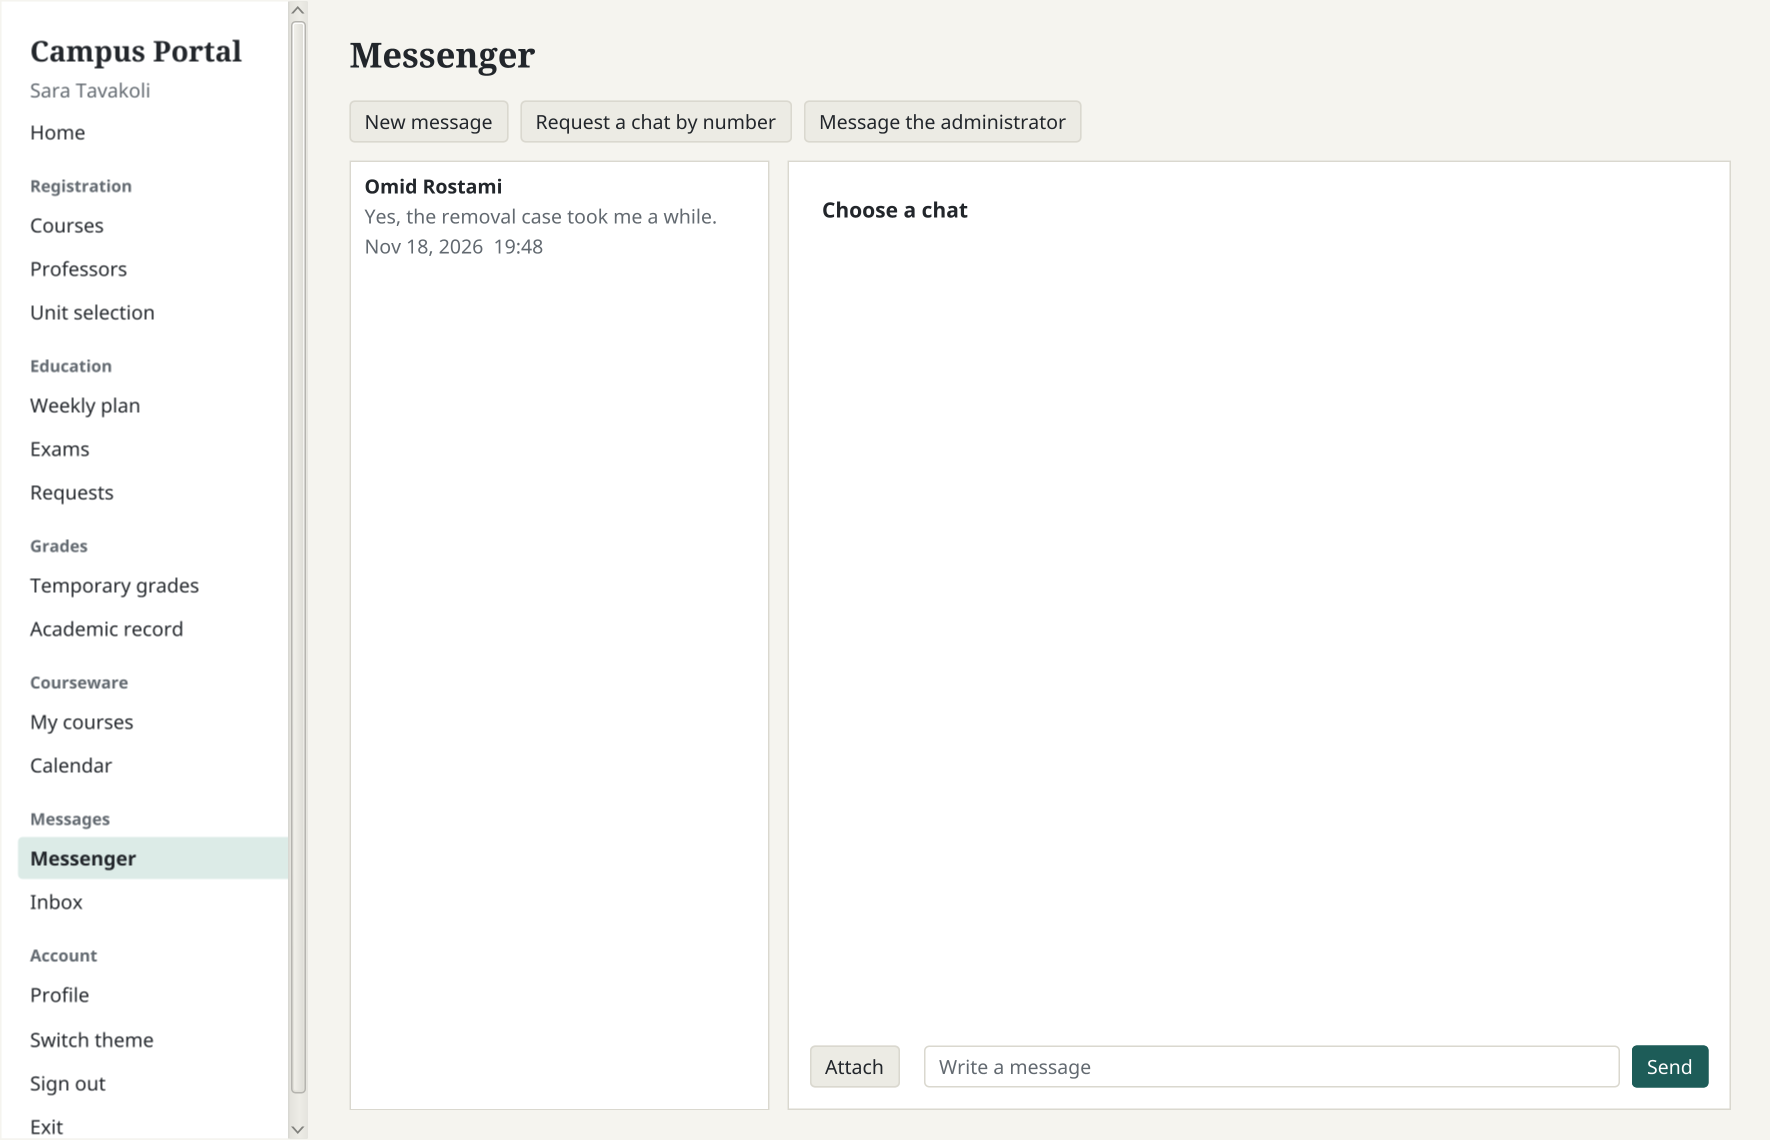 Campus Portal
Sara Tavakoli
Home
Registration
Courses
Professors
Unit selection
Education
Weekly plan
Exams
Requests
Grades
Temporary grades
Academic record
Courseware
My courses
Calendar
Messages
Messenger
Inbox
Account
Profile
Switch theme
Sign out
Exit
Messenger
New message
Request a chat by number
Message the administrator
Omid Rostami
Yes, the removal case took me a while.
Nov 18, 2026 19:48
Choose a chat
Attach
Write a message
Send